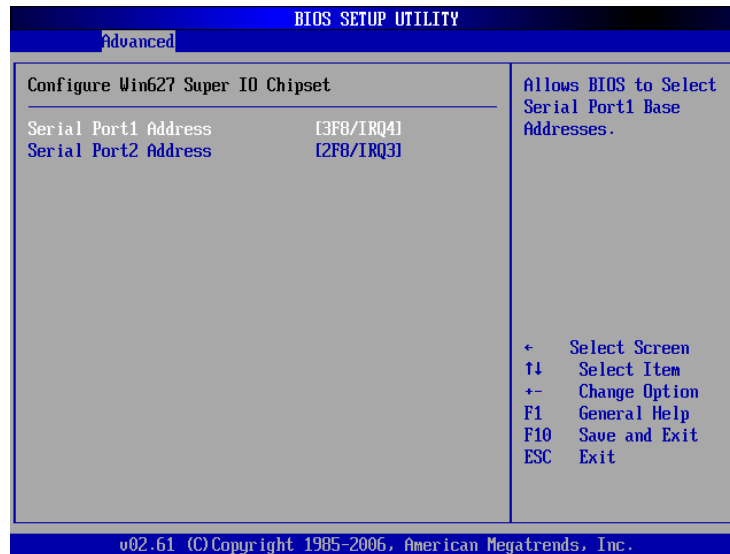 BIOS SETUP UTILITY
Advanced
Configure Win627 Super IO Chipset
Serial Port1 Address [3F8/IRQ4]
Serial Port2 Address [2F8/IRQ3]
Allows BIOS to Select
Serial Port1 Base
Addresses.
← Select Screen
↑↓ Select Item
+- Change Option
F1 General Help
F10 Save and Exit
ESC Exit
v02.61 (C)Copyright 1985-2006, American Megatrends, Inc.